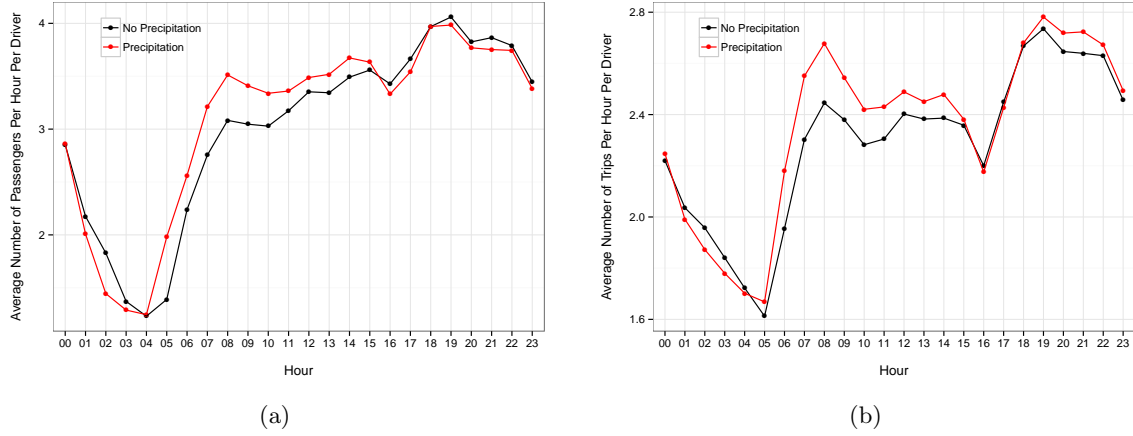 Average Number of Passengers Per Hour Per Driver
4
3
2
No Precipitation
Precipitation
00 01 02 03 04 05 06 07 08 09 10 11 12 13 14 15 16 17 18 19 20 21 22 23
Hour
(a)
Average Number of Trips Per Hour Per Driver
2.8
2.4
2.0
1.6
No Precipitation
Precipitation
00 01 02 03 04 05 06 07 08 09 10 11 12 13 14 15 16 17 18 19 20 21 22 23
Hour
(b)